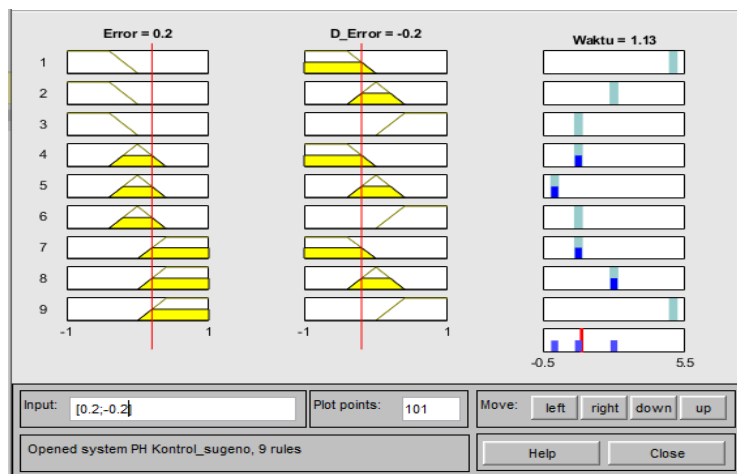 Error = 0.2 D_Error = -0.2 Waktu = 1.13
1
2
3
4
5
6
7
8
9
-1 1 -1 1
-0.5 5.5
Input: [0.2;-0.2] Plot points: 101 Move: left right down up
Opened system PH Kontrol_sugeno, 9 rules Help Close